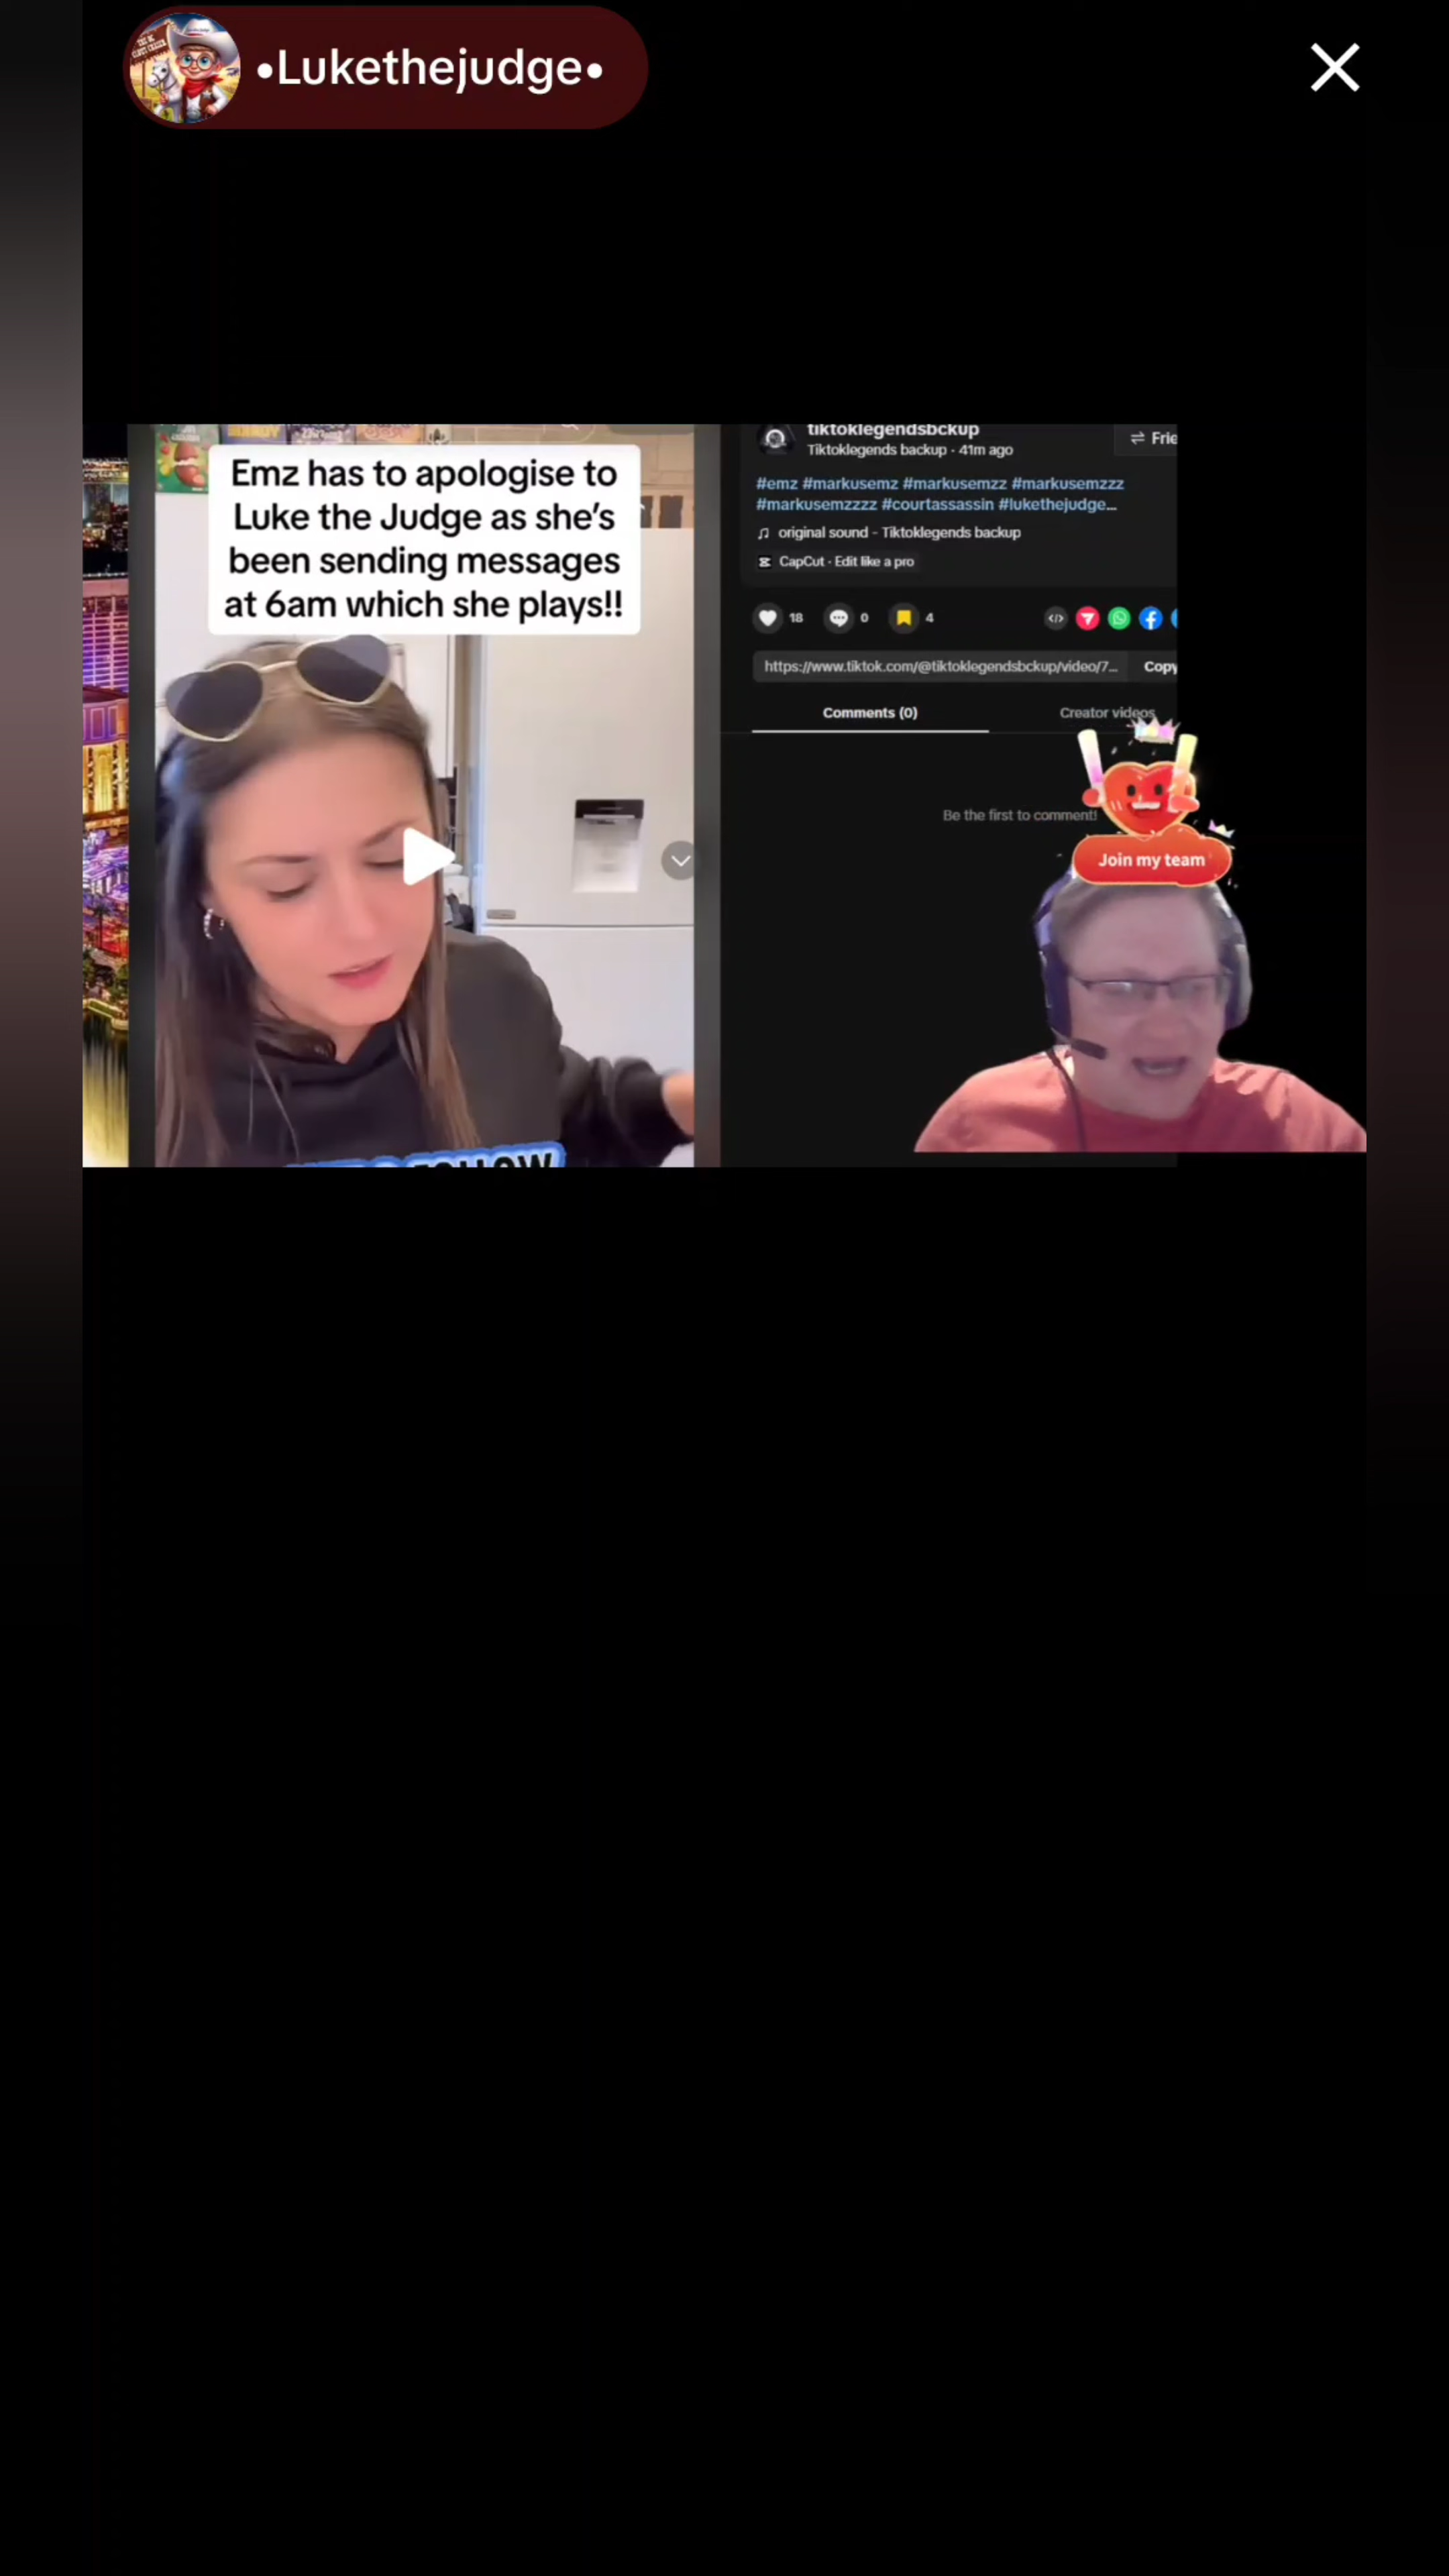 •Lukethejudge•
Emz has to apologise to
Luke the Judge as she's
been sending messages
at 6am which she plays!!
tiktoklegendsbckup
Tiktoklegends backup · 41m ago
Frie
#emz #markusemz #markusemzz #markusemzzz
#markusemzzzz #courtassassin #lukethejudge...
original sound - Tiktoklegends backup
CapCut · Edit like a pro
18
0
4
https://www.tiktok.com/@tiktoklegendsbckup/video/7...
Copy
Comments (0)
Creator videos
Be the first to comment!
Join my team